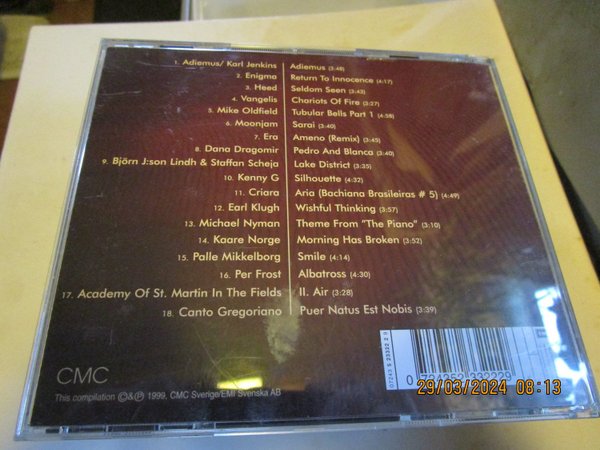 1. Adiemus/ Karl Jenkins Adiemus (3:48)
2. Enigma Return To Innocence (4:17)
3. Heed Seldom Seen (3:43)
4. Vangelis Chariots Of Fire (3:27)
5. Mike Oldfield Tubular Bells Part 1 (4:58)
6. Moonjam Sarai (3:40)
7. Era Ameno (Remix) (3:45)
8. Dana Dragomir Pedro And Blanca (3:40)
9. Björn J:son Lindh & Staffan Scheja Lake District (3:35)
10. Kenny G Silhouette (4:32)
11. Criara Aria (Bachiana Brasileiras # 5) (4:49)
12. Earl Klugh Wishful Thinking (3:57)
13. Michael Nyman Theme From "The Piano" (3:10)
14. Kaare Norge Morning Has Broken (3:52)
15. Palle Mikkelborg Smile (4:14)
16. Per Frost Albatross (4:30)
17. Academy Of St. Martin In The Fields II. Air (3:28)
18. Canto Gregoriano Puer Natus Est Nobis (3:39)
CMC
This compilation ©&℗ 1999, CMC Sverige/EMI Svenska AB
29/03/2024 08:13